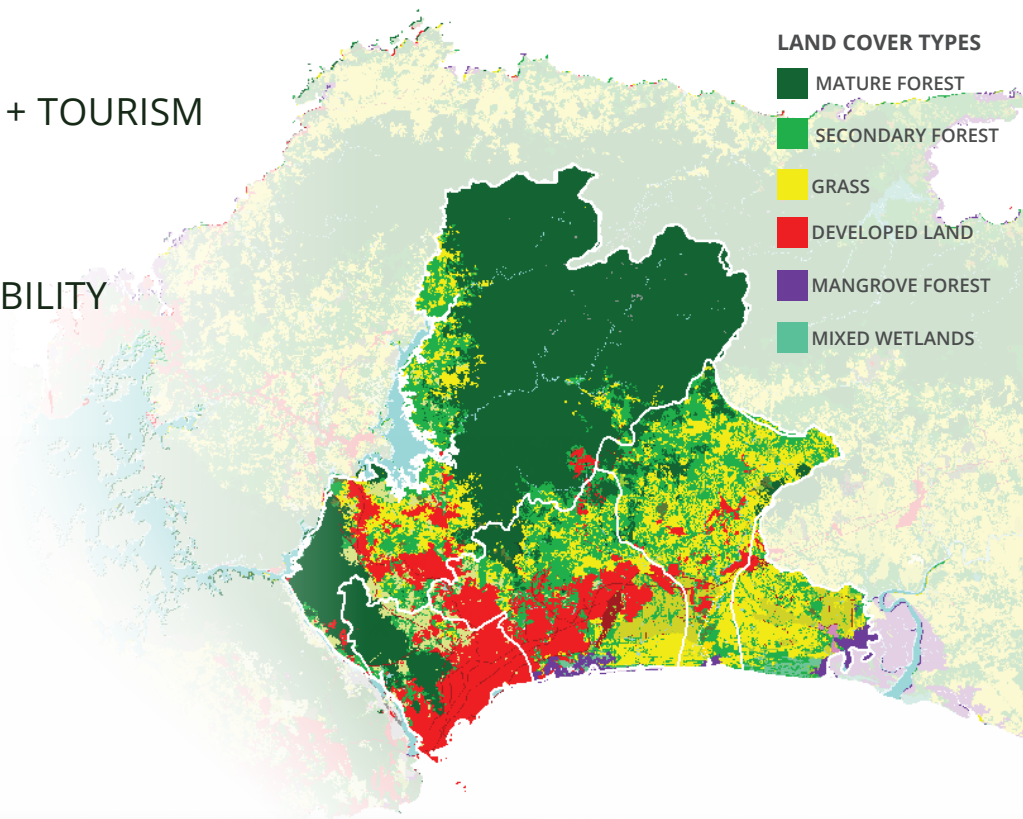 + TOURISM
BILITY
LAND COVER TYPES
MATURE FOREST
SECONDARY FOREST
GRASS
DEVELOPED LAND
MANGROVE FOREST
MIXED WETLANDS